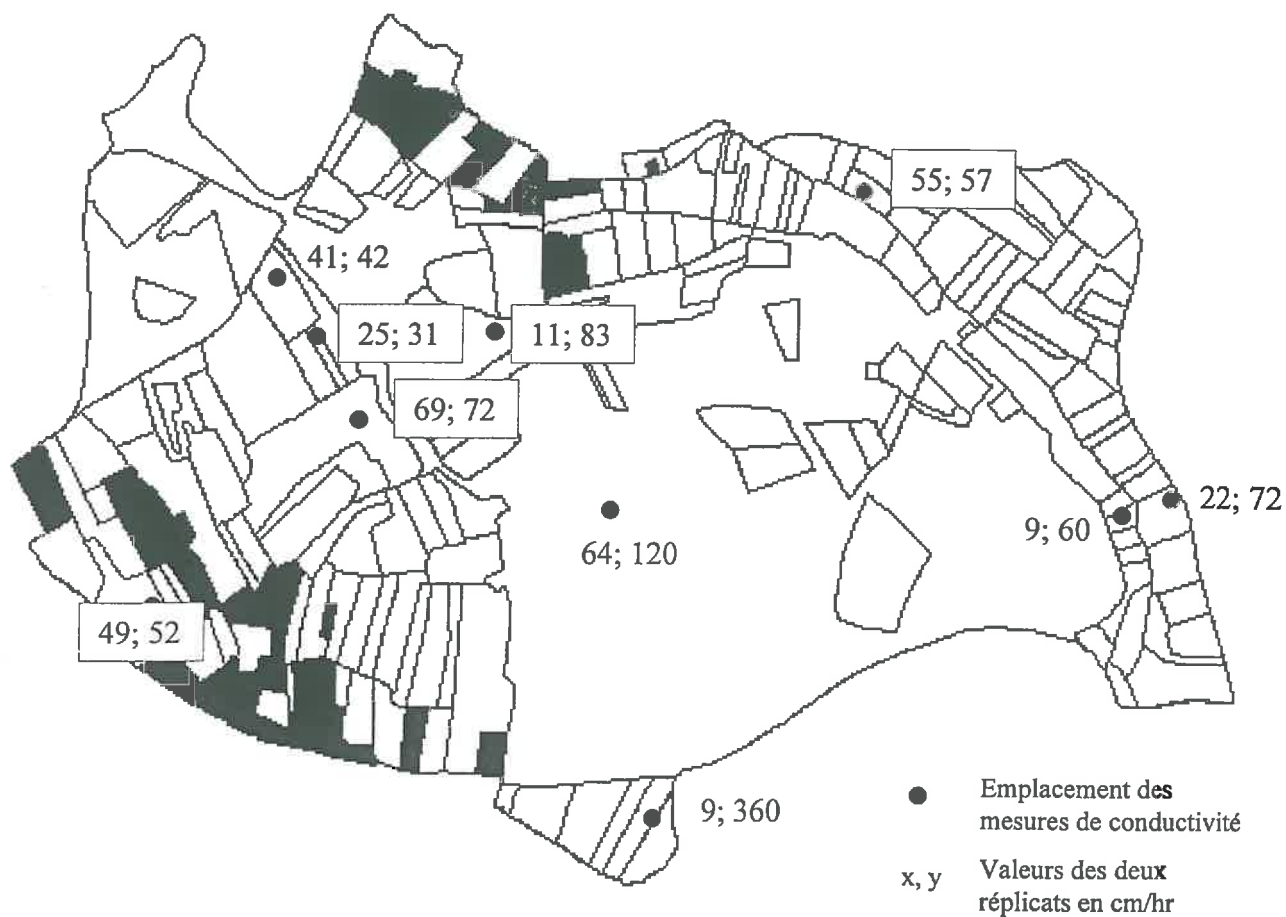 55; 57
41; 42
25; 31
11; 83
69; 72
22; 72
9; 60
64; 120
49; 52
9; 360
Emplacement des
mesures de conductivité
x, y
Valeurs des deux
réplicats en cm/hr